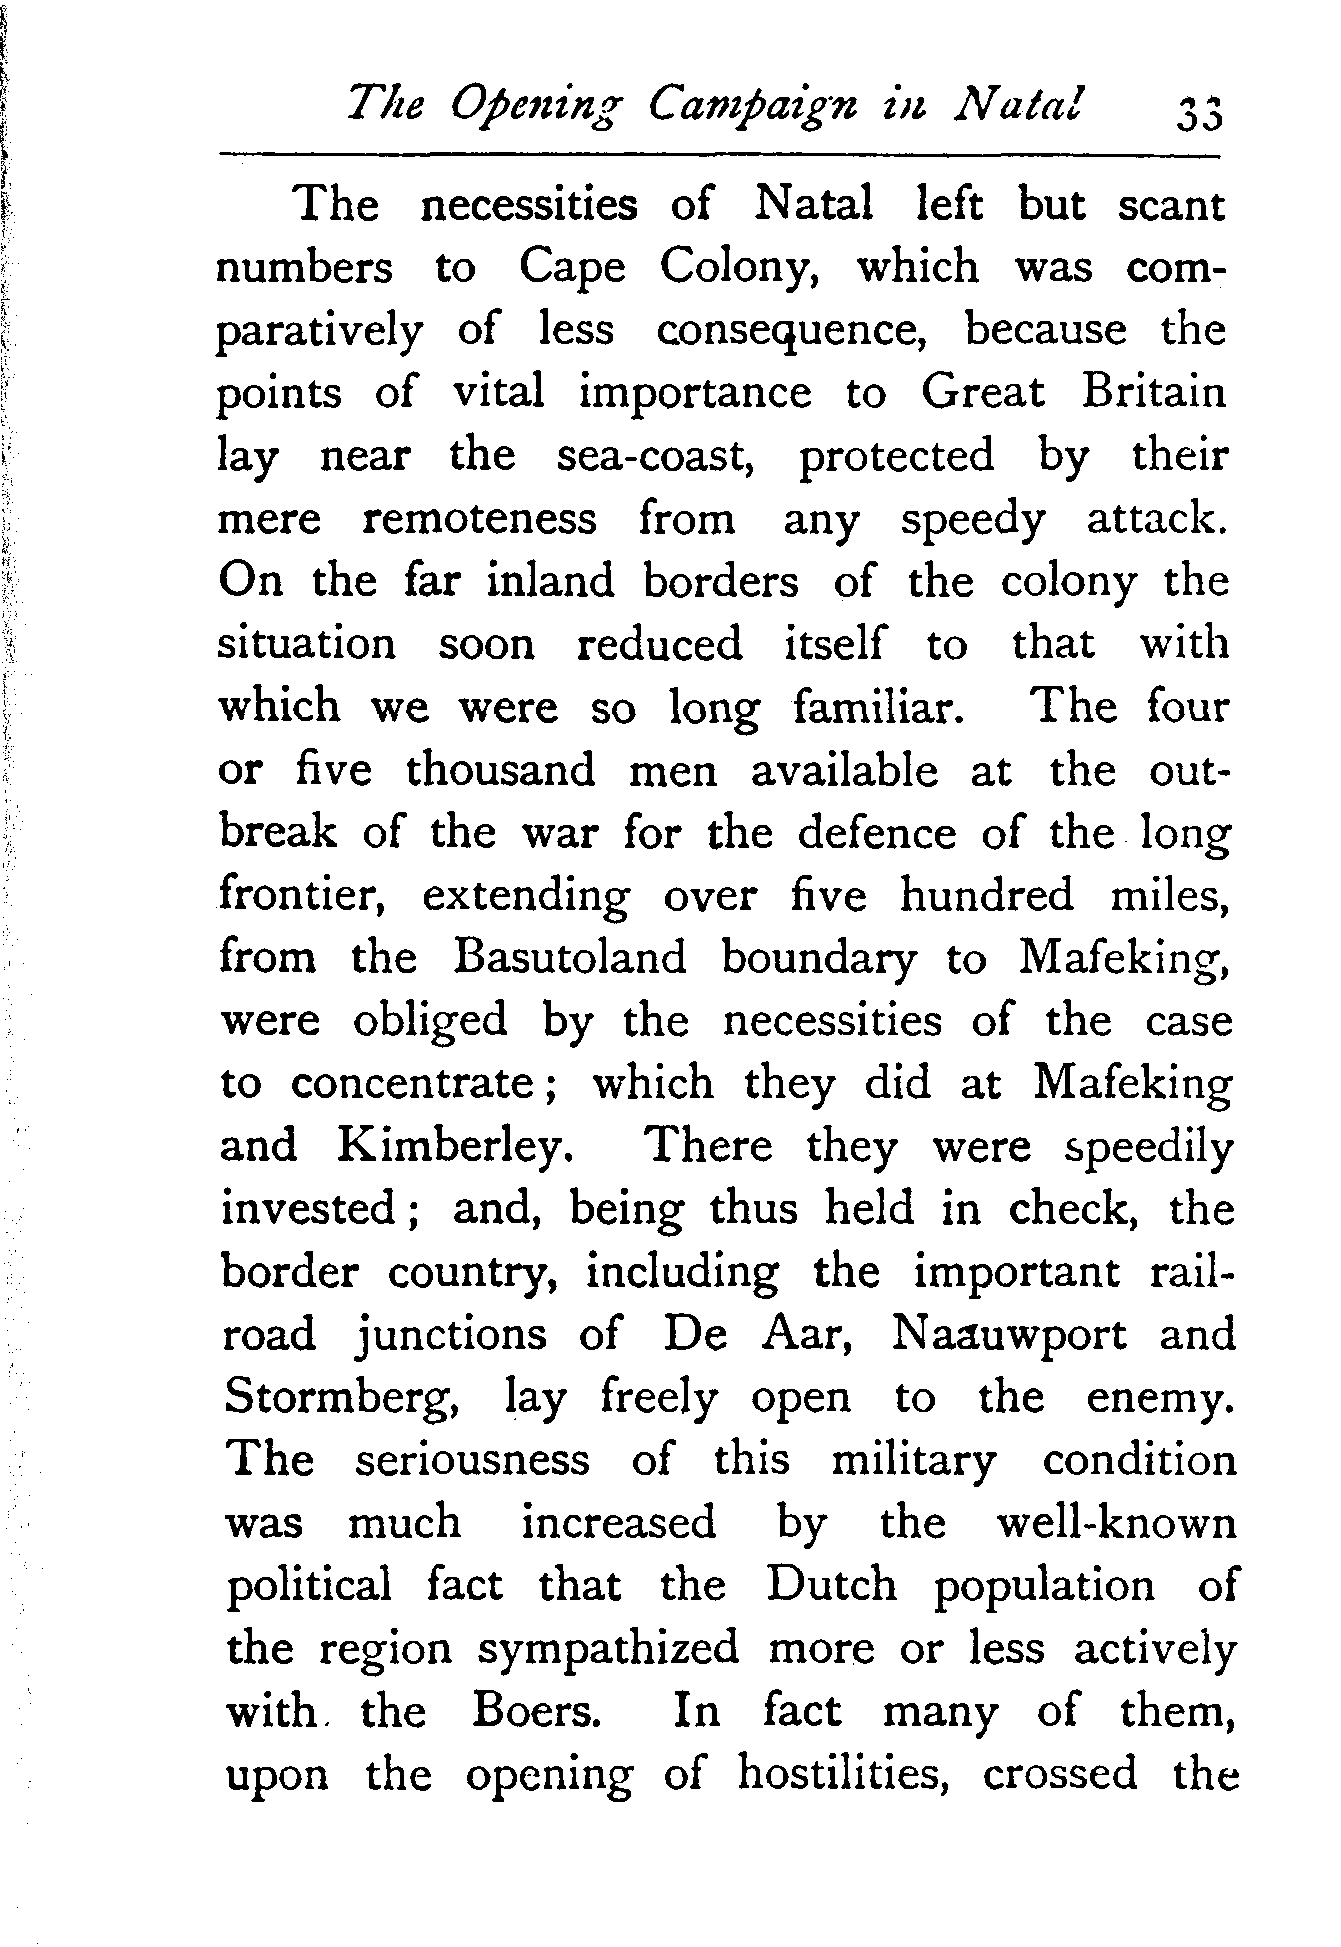 The Opening Campaign in Natal 33
The necessities of Natal left but scant
numbers to Cape Colony, which was com-
paratively of less consequence, because the
points of vital importance to Great Britain
lay near the sea-coast, protected by their
mere remoteness from any speedy attack.
On the far inland borders of the colony the
situation soon reduced itself to that with
which we were so long familiar. The four
or five thousand men available at the out-
break of the war for the defence of the long
frontier, extending over five hundred miles,
from the Basutoland boundary to Mafeking,
were obliged by the necessities of the case
to concentrate ; which they did at Mafeking
and Kimberley. There they were speedily
invested ; and, being thus held in check, the
border country, including the important rail-
road junctions of De Aar, Naauwport and
Stormberg, lay freely open to the enemy.
The seriousness of this military condition
was much increased by the well-known
political fact that the Dutch population of
the region sympathized more or less actively
with the Boers. In fact many of them,
upon the opening of hostilities, crossed the